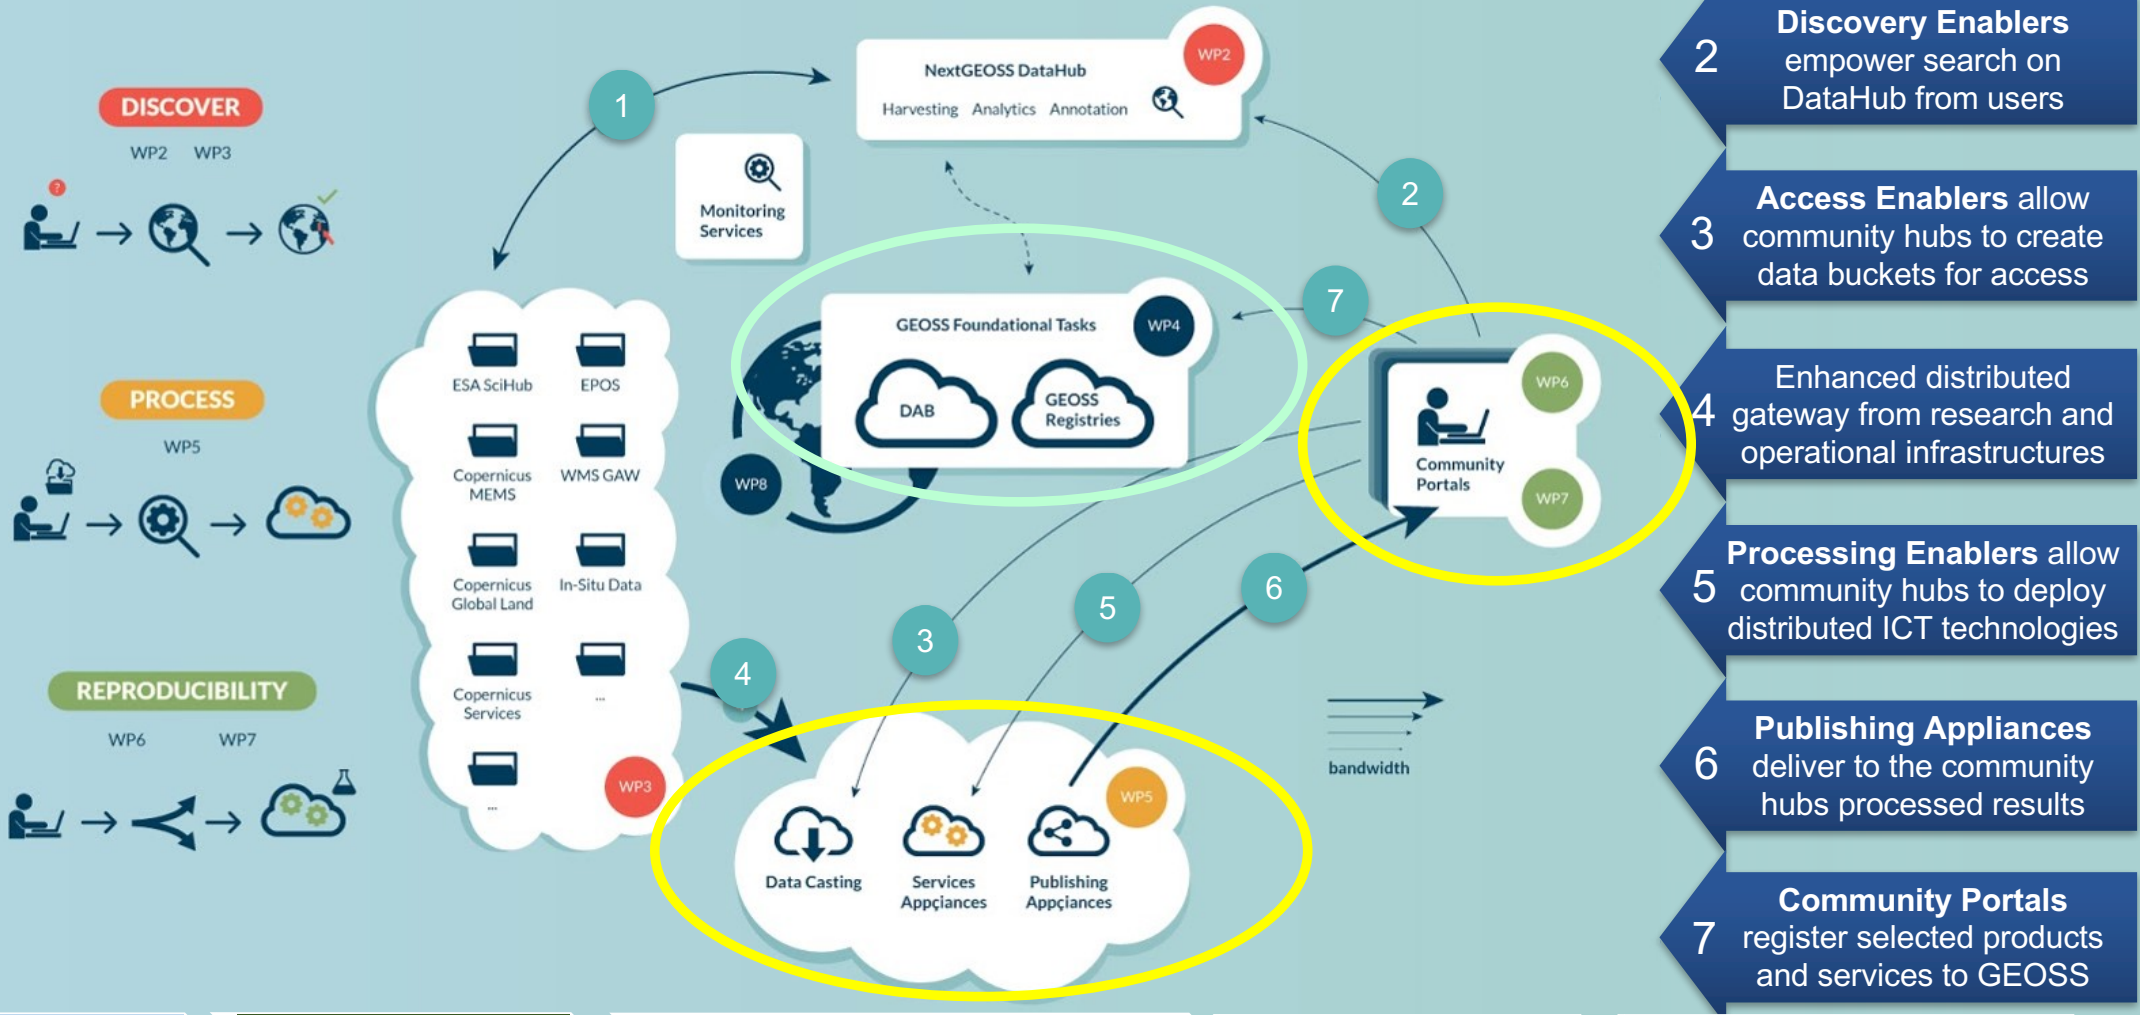 DISCOVER
WP2 WP3
?
PROCESS
WP5
REPRODUCIBILITY
WP6 WP7
1
NextGEOSS DataHub
Harvesting Analytics Annotation
WP2
Monitoring
Services
2
7
GEOSS Foundational Tasks
WP4
DAB
GEOSS
Registries
WP8
ESA SciHub
EPOS
Copernicus
MEMS
WMS GAW
Copernicus
Global Land
In-Situ Data
Copernicus
Services
...
...
WP3
WP6
Community
Portals
WP7
6
5
3
4
bandwidth
WP5
Data Casting
Services
Appçiances
Publishing
Appçiances
2
Discovery Enablers
empower search on
DataHub from users
3
Access Enablers allow
community hubs to create
data buckets for access
4
Enhanced distributed
gateway from research and
operational infrastructures
5
Processing Enablers allow
community hubs to deploy
distributed ICT technologies
6
Publishing Appliances
deliver to the community
hubs processed results
7
Community Portals
register selected products
and services to GEOSS